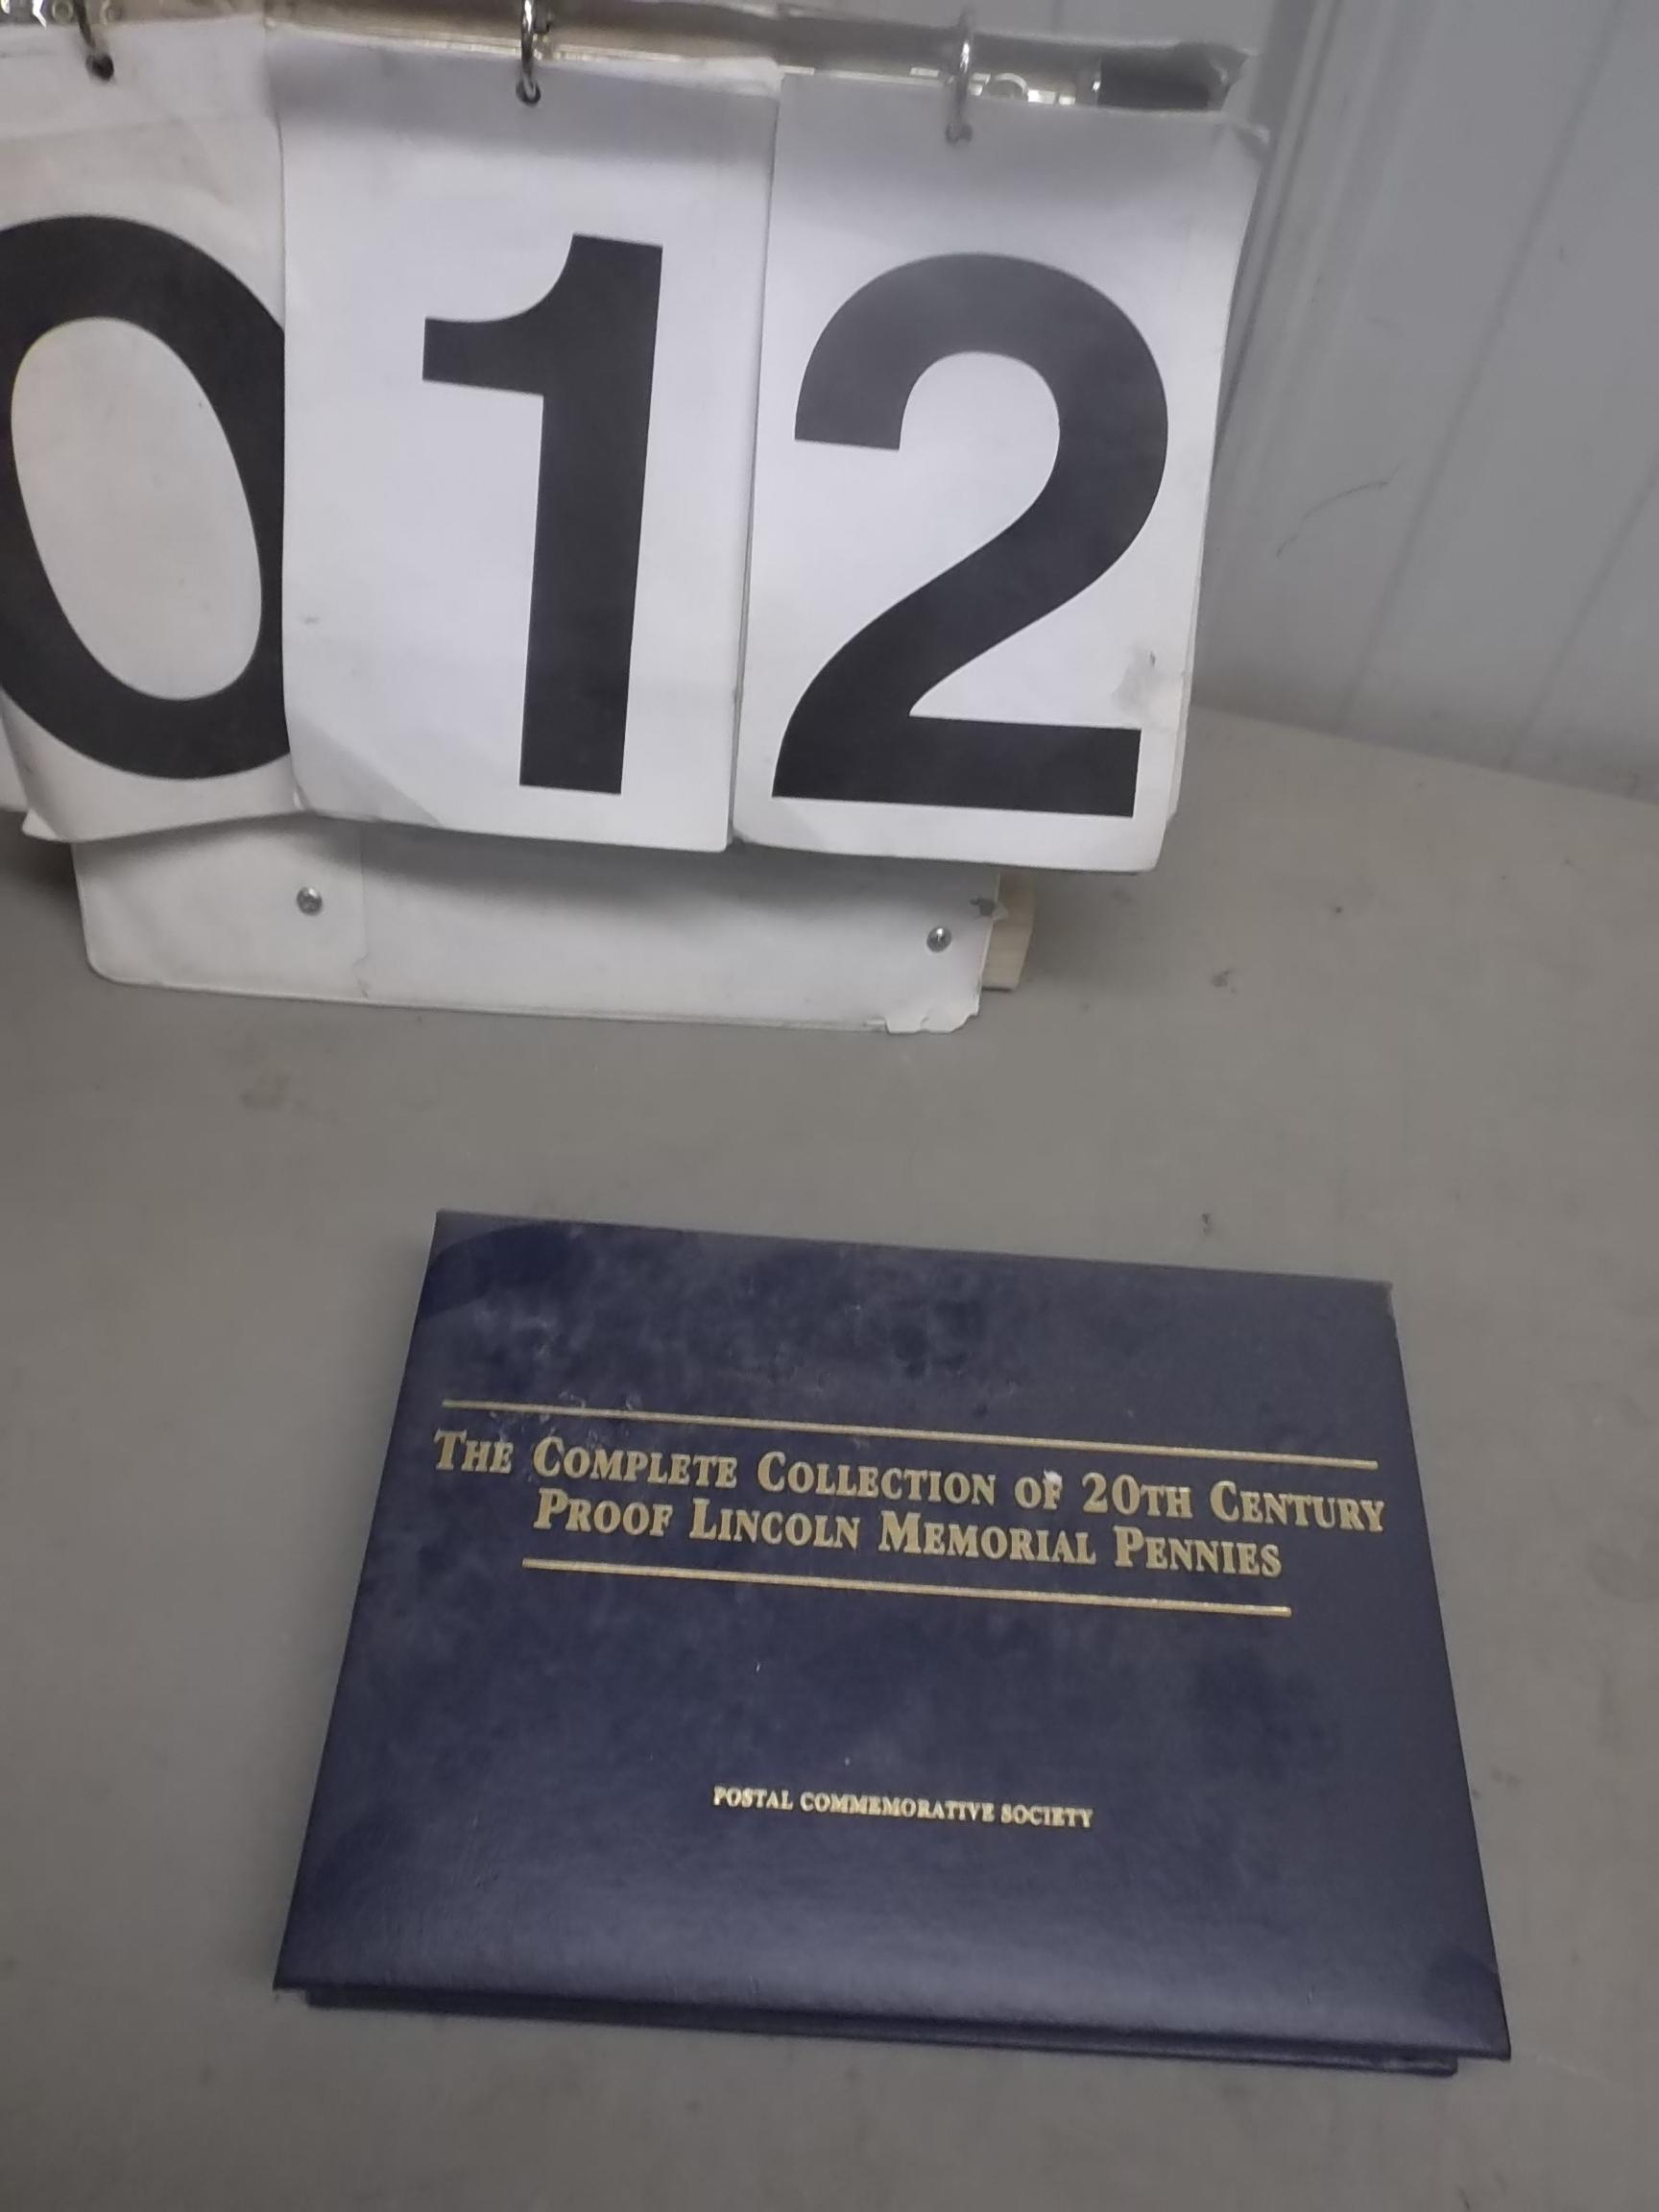 012
THE COMPLETE COLLECTION OF 20TH CENTURY
PROOF LINCOLN MEMORIAL PENNIES
POSTAL COMMEMORATIVE SOCIETY